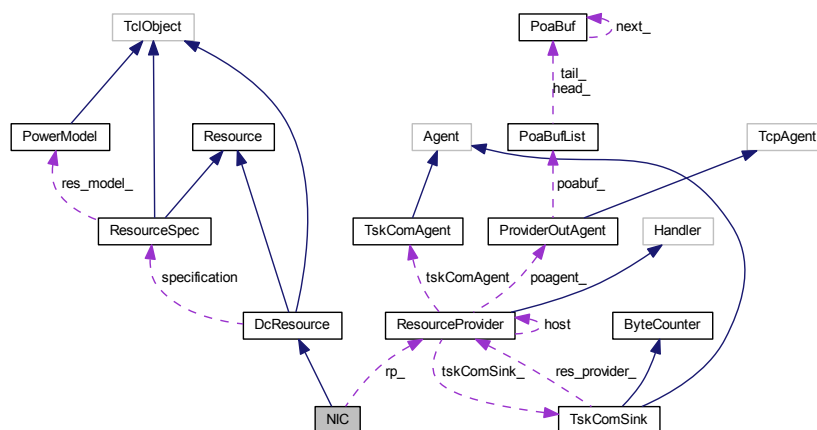 TclObject
PoaBuf
next_
tail_
head_
PowerModel
Resource
Agent
PoaBufList
TcpAgent
res_model_
poabuf_
ResourceSpec
TskComAgent
ProviderOutAgent
Handler
specification
tskComAgent
poagent_
DcResource
ResourceProvider
host
ByteCounter
rp_
tskComSink_
res_provider_
NIC
TskComSink